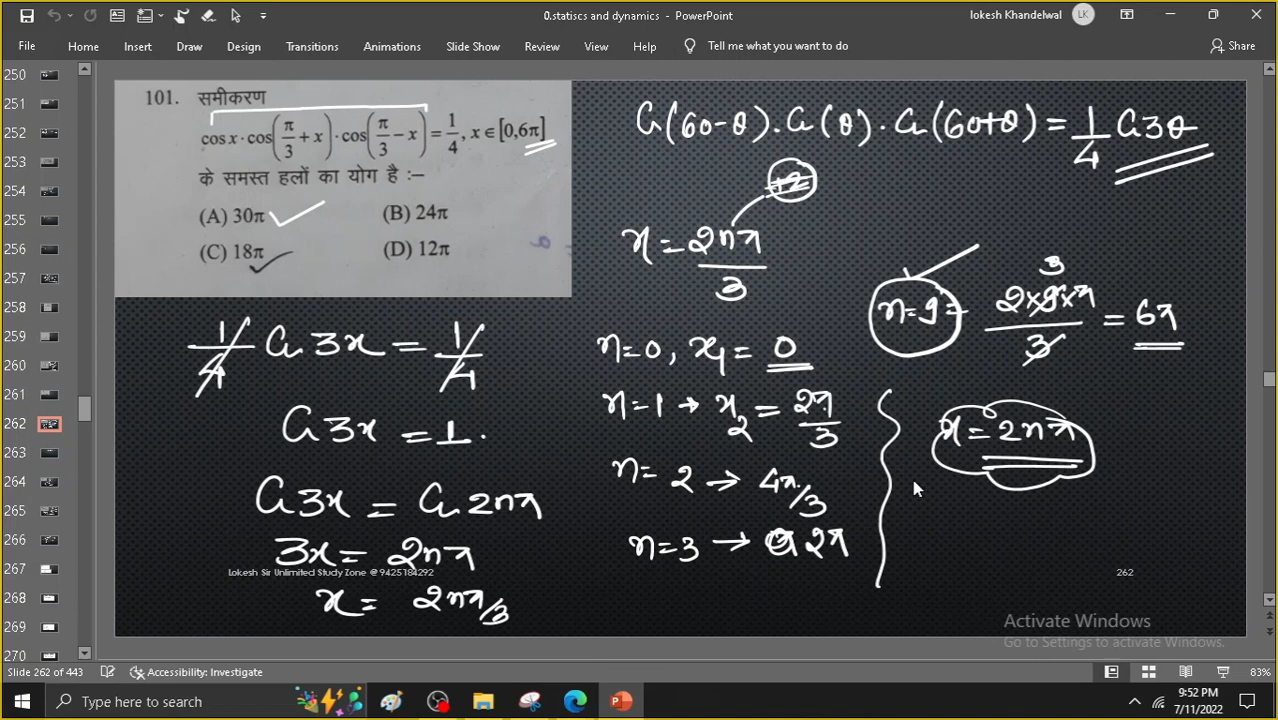 0.statiscs and dynamics - PowerPoint
lokesh Khandelwal LK
File Home Insert Draw Design Transitions Animations Slide Show Review View Help Tell me what you want to do Share
250
251
252
253
254
255
256
257
258
259
260
261
262
263
264
265
266
267
268
269
270
101. समीकरण
cos x · cos(π/3 + x) · cos(π/3 − x) = 1/4, x ∈ [0,6π]
के समस्त हलों का योग है :–
(A) 30π (B) 24π
(C) 18π (D) 12π
G(60-θ). G(θ) · G(60+θ) = 1/4 G3θ
x = 2nπ/3
n=9 = 2×9×π/3 = 6π
3
1/4 G 3x = 1/4
G3x = 1.
G3x = G 2nπ
3x = 2nπ
x = 2nπ/3
n=0, x1 = 0
n=1 → x2 = 2π/3
n= 2 → 4π/3
n=3 → 2π
x = 2nπ
Lokesh Sir Unlimited Study Zone @ 9425184292
262
Activate Windows
Go to Settings to activate Windows.
Slide 262 of 443 Accessibility: Investigate 83%
Type here to search
9:52 PM
7/11/2022